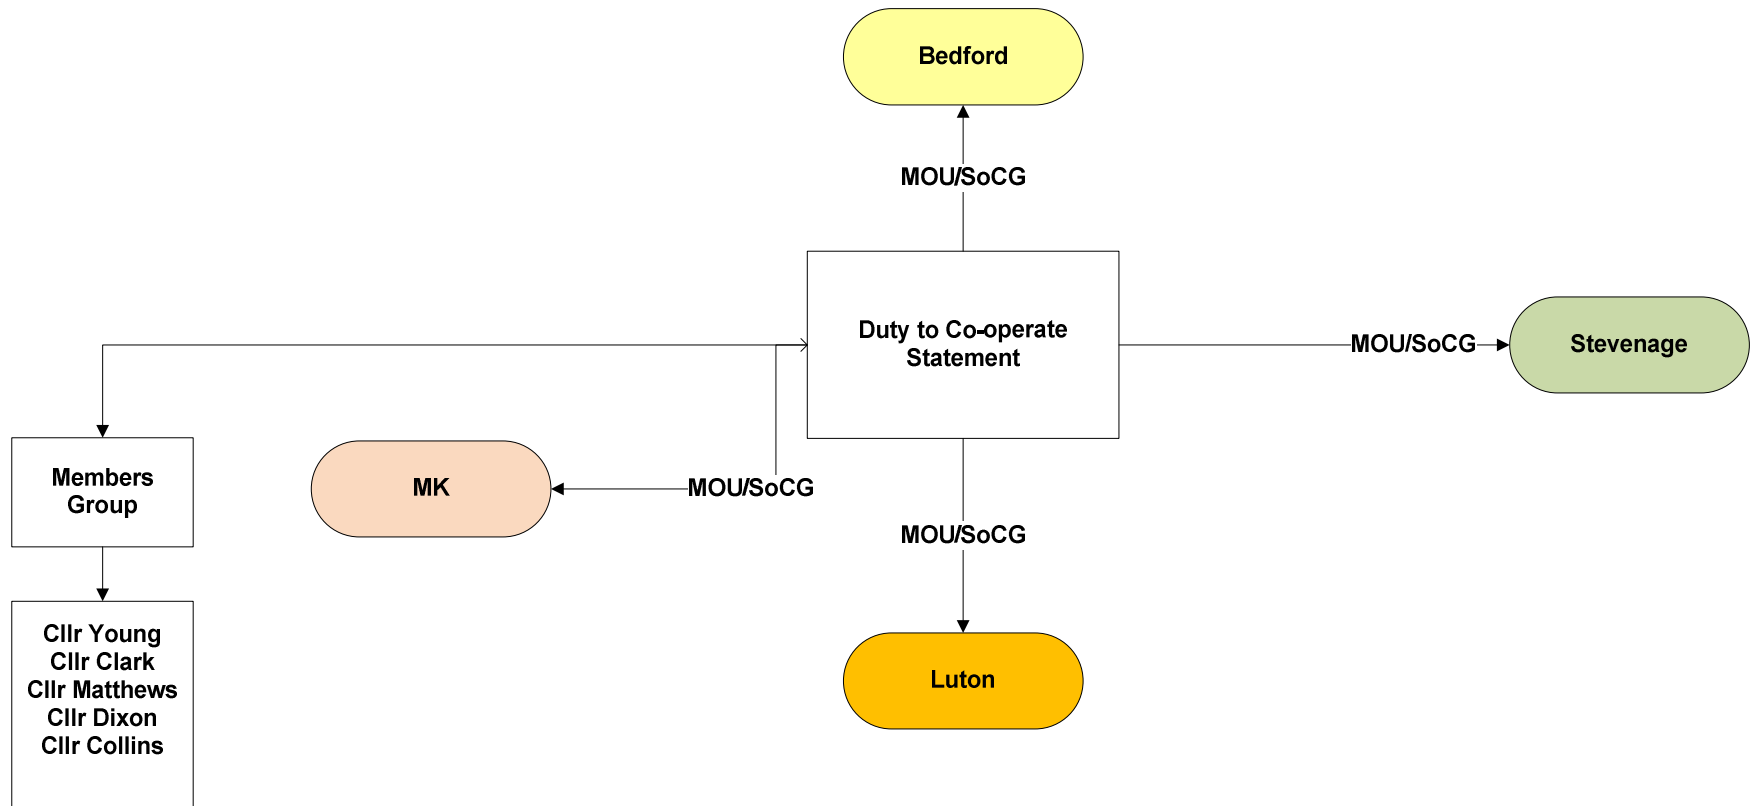 Bedford
MOU/SoCG
Duty to Co-operate
Statement
MOU/SoCG
Stevenage
Members
Group
MK
MOU/SoCG
MOU/SoCG
Cllr Young
Cllr Clark
Cllr Matthews
Cllr Dixon
Cllr Collins
Luton